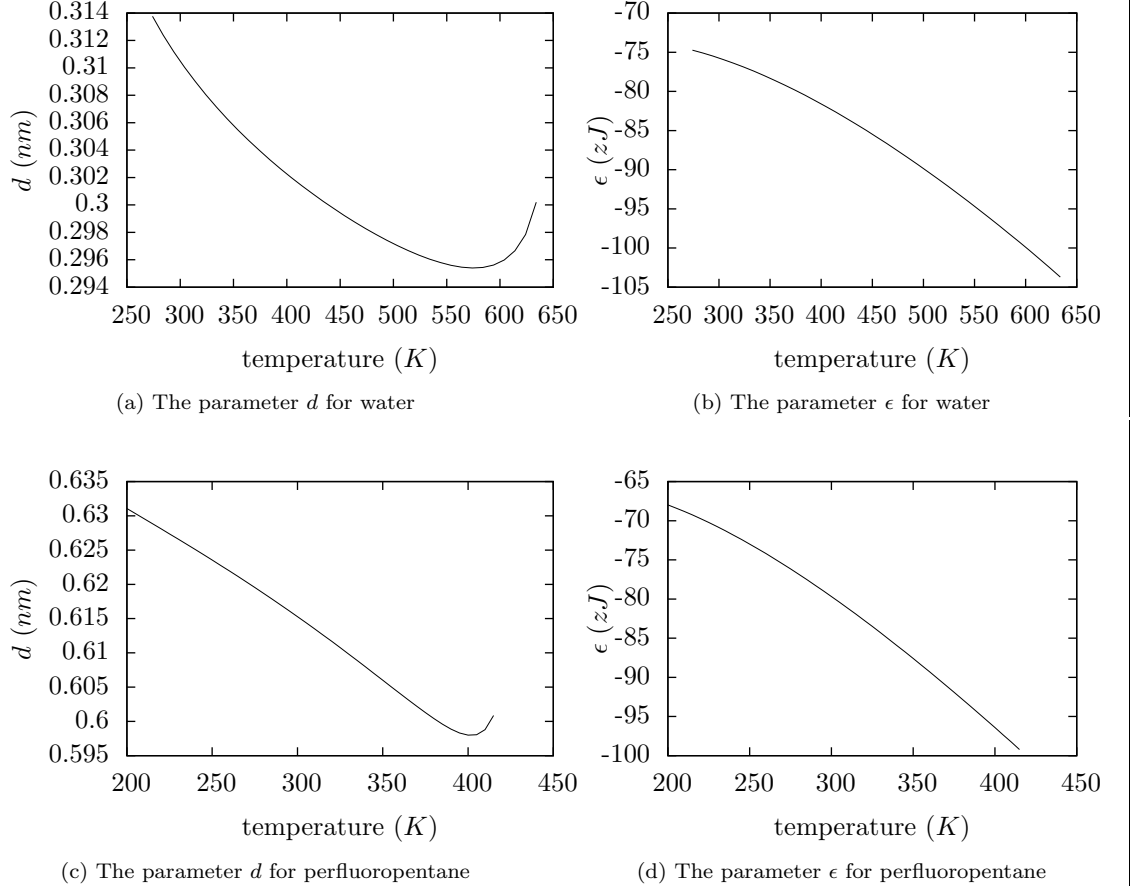 0.314
0.312
0.31
0.308
0.306
0.304
0.302
0.3
0.298
0.296
0.294
d (nm)
250 300 350 400 450 500 550 600 650
temperature (K)
(a) The parameter d for water
-70
-75
-80
-85
-90
-95
-100
-105
ϵ (zJ)
250 300 350 400 450 500 550 600 650
temperature (K)
(b) The parameter ϵ for water
0.635
0.63
0.625
0.62
0.615
0.61
0.605
0.6
0.595
d (nm)
200 250 300 350 400 450
temperature (K)
(c) The parameter d for perfluoropentane
-65
-70
-75
-80
-85
-90
-95
-100
ϵ (zJ)
200 250 300 350 400 450
temperature (K)
(d) The parameter ϵ for perfluoropentane